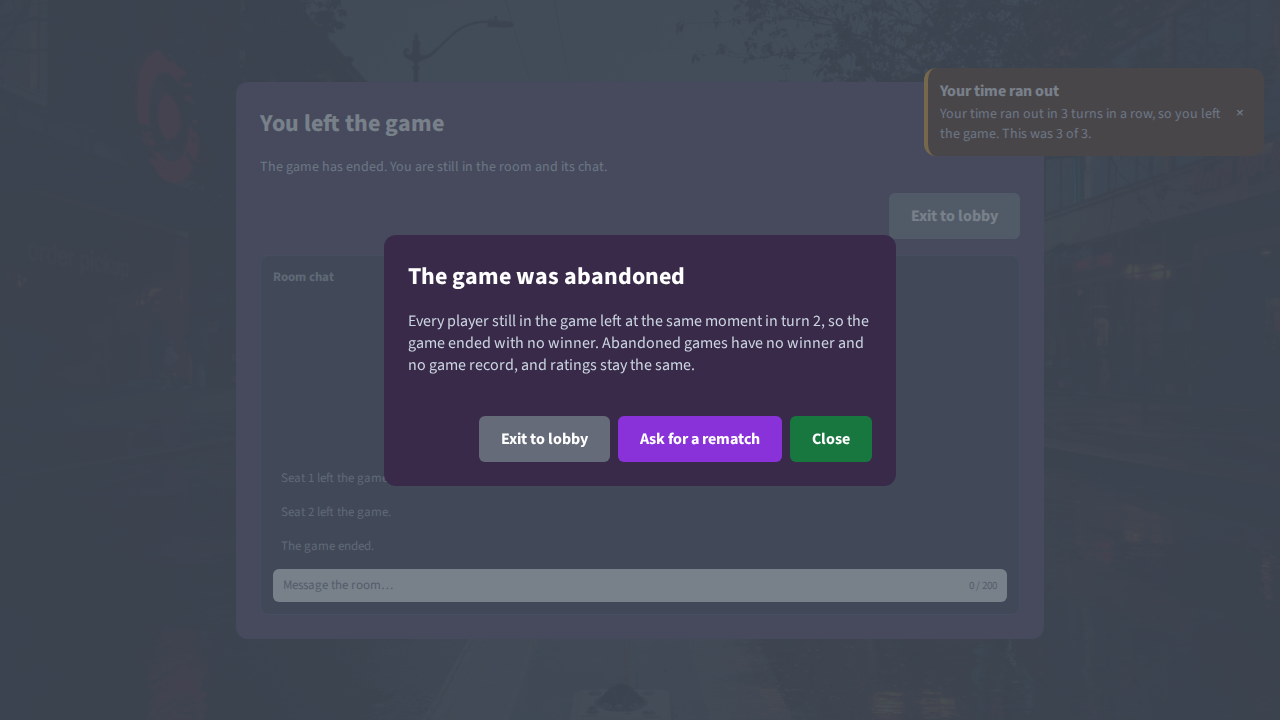 You left the game
The game has ended. You are still in the room and its chat.
Your time ran out
Your time ran out in 3 turns in a row, so you left
the game. This was 3 of 3.
×
Exit to lobby
Room chat
The game was abandoned
Every player still in the game left at the same moment in turn 2, so the
game ended with no winner. Abandoned games have no winner and
no game record, and ratings stay the same.
Exit to lobby
Ask for a rematch
Close
Seat 1 left the game
Seat 2 left the game.
The game ended.
Message the room…
0 / 200